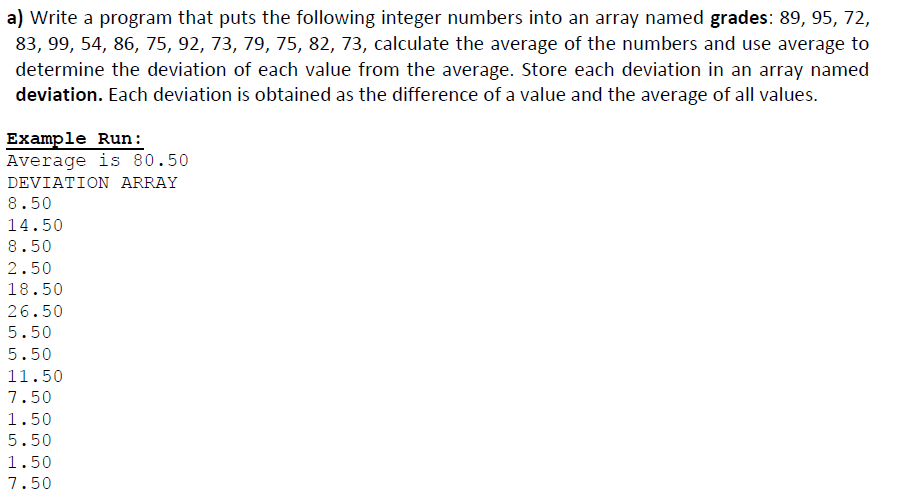 a) Write a program that puts the following integer numbers into an array named grades: 89, 95, 72,
83, 99, 54, 86, 75, 92, 73, 79, 75, 82, 73, calculate the average of the numbers and use average to
determine the deviation of each value from the average. Store each deviation in an array named
deviation. Each deviation is obtained as the difference of a value and the average of all values.
Example Run:
Average is 80.50
DEVIATION ARRAY
8.50
14.50
8.50
2.50
18.50
26.50
5.50
5.50
11.50
7.50
1.50
5.50
1.50
7.50